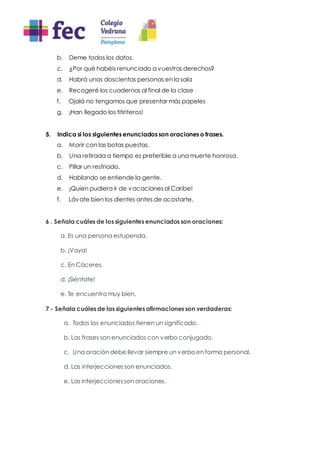 fec
Colegio
Vedruna
Pamplona
b. Deme todos los datos.
c. ¿Por qué habéis renunciado a vuestros derechos?
d. Habrá unas doscientas personas en la sala
e. Recogeré los cuadernos al final de la clase
f. Ojalá no tengamos que presentar más papeles
g. ¡Han llegado los titiriteros!
5. Indica si los siguientes enunciados son oraciones o frases.
a. Morir con las botas puestas.
b. Una retirada a tiempo es preferible a una muerte honrosa.
c. Pillar un resfriado.
d. Hablando se entiende la gente.
e. ¡Quien pudiera ir de vacaciones al Caribe!
f. Lávate bien los dientes antes de acostarte.
6 . Señala cuáles de los siguientes enunciados son oraciones:
a. Es una persona estupenda.
b. ¡Vaya!
c. En Cáceres.
d. ¡Siéntate!
e. Te encuentro muy bien.
7 - Señala cuáles de las siguientes afirmaciones son verdaderas:
a. Todos los enunciados tienen un significado.
b. Las frases son enunciados con verbo conjugado.
c. Una oración debe llevar siempre un verbo en forma personal.
d. Las interjecciones son enunciados.
e. Las interjecciones son oraciones.